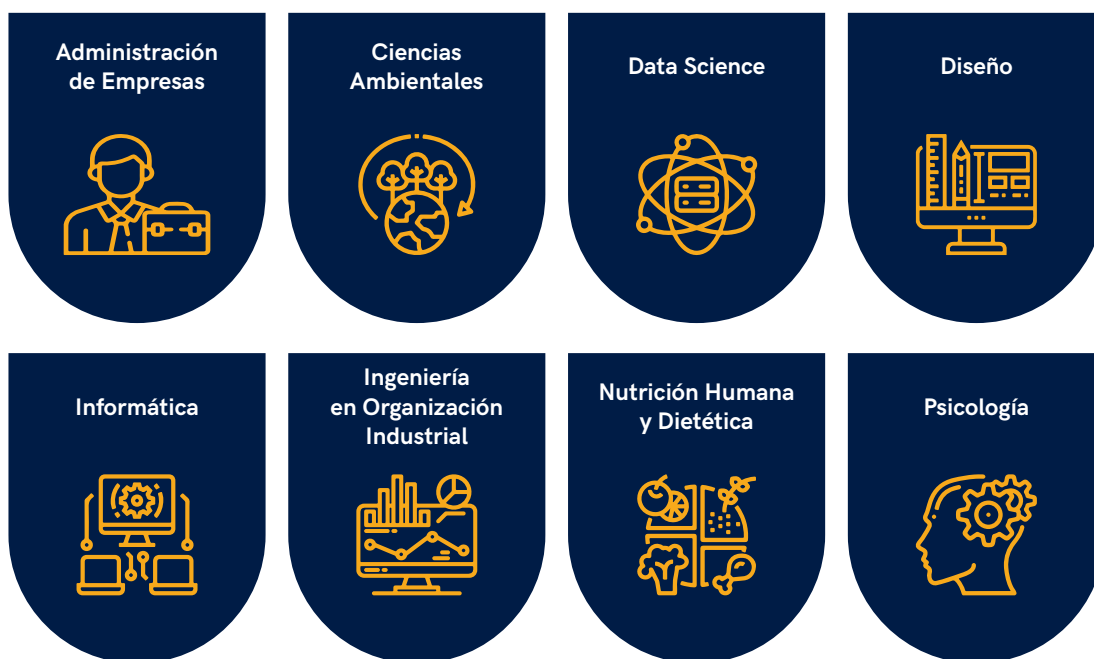 Administración
de Empresas
Ciencias
Ambientales
Data Science
Diseño
Informática
Ingeniería
en Organización
Industrial
Nutrición Humana
y Dietética
Psicología